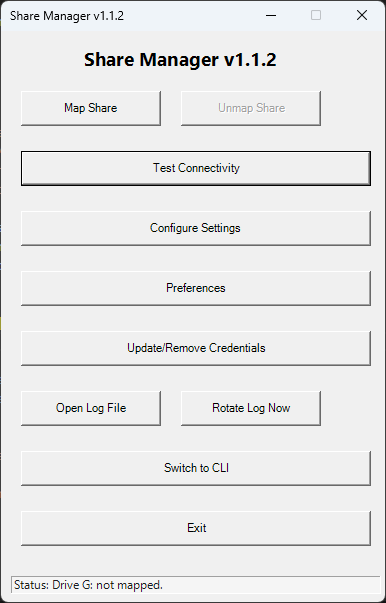 Share Manager v1.1.2
Share Manager v1.1.2
Map Share
Unmap Share
Test Connectivity
Configure Settings
Preferences
Update/Remove Credentials
Open Log File
Rotate Log Now
Switch to CLI
Exit
Status: Drive G: not mapped.